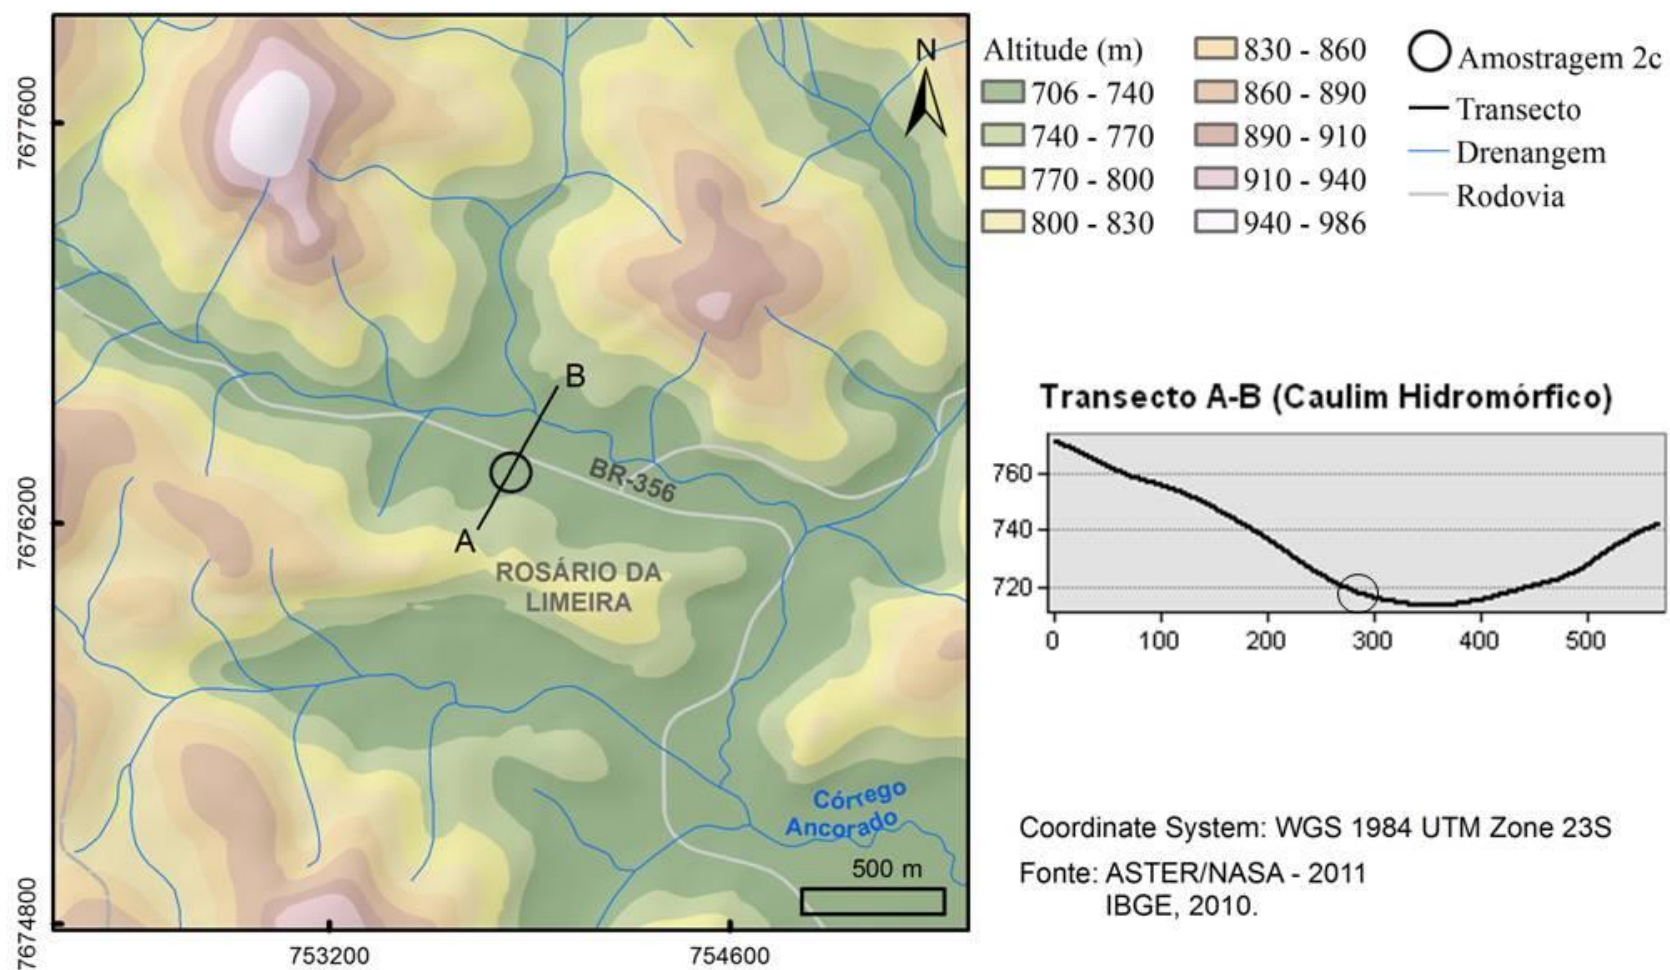 7677600
7676200
7674800
753200
754600
N
B
A
BR-356
ROSÁRIO DA
LIMEIRA
Córrego
Ancorado
500 m
Altitude (m)
706 - 740
740 - 770
770 - 800
800 - 830
830 - 860
860 - 890
890 - 910
910 - 940
940 - 986
Amostragem 2c
Transecto
Drenangem
Rodovia
Transecto A-B (Caulim Hidromórfico)
760
740
720
0 100 200 300 400 500
Coordinate System: WGS 1984 UTM Zone 23S
Fonte: ASTER/NASA - 2011
IBGE, 2010.